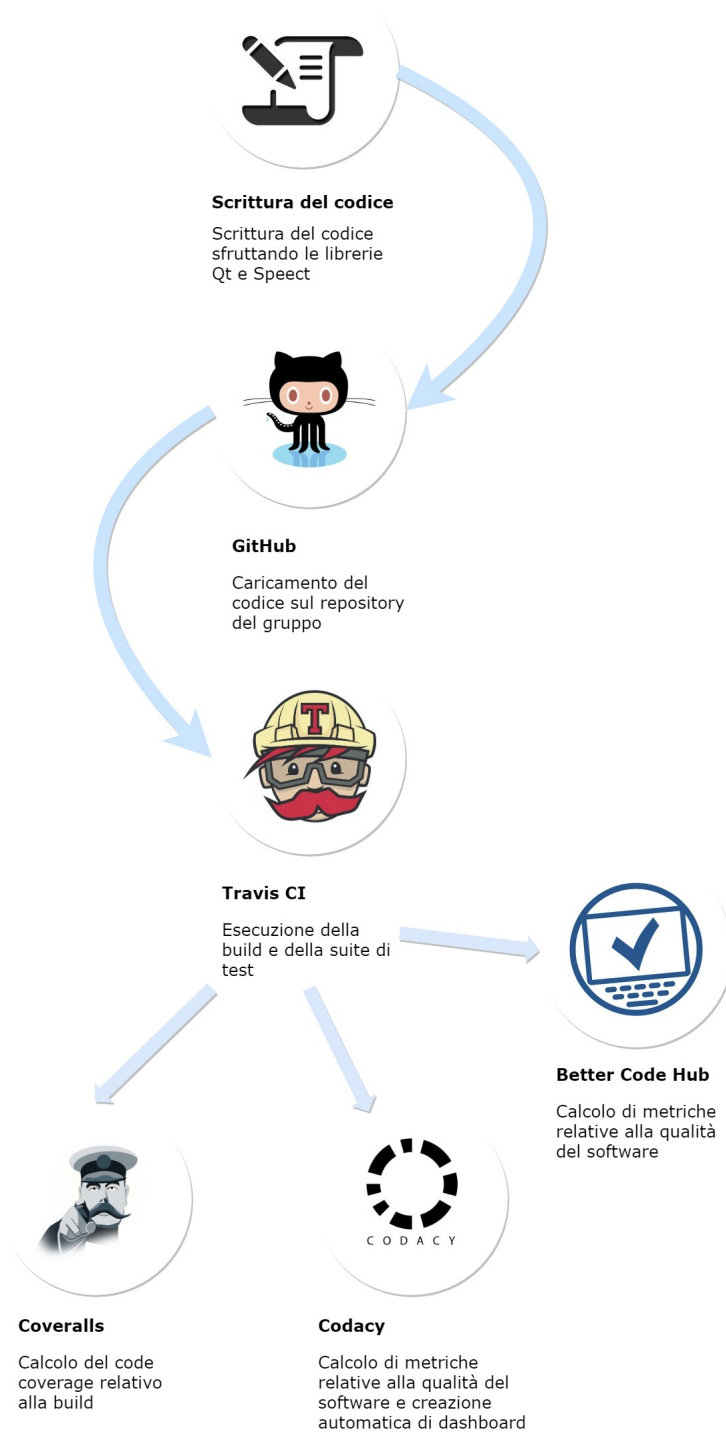 Scrittura del codice
Scrittura del codice
sfruttando le librerie
Qt e Speect
GitHub
Caricamento del
codice sul repository
del gruppo
T
Travis CI
Esecuzione della
build e della suite di
test
Better Code Hub
Calcolo di metriche
relative alla qualità
del software
CODACY
Coveralls
Calcolo del code
coverage relativo
alla build
Codacy
Calcolo di metriche
relative alla qualità del
software e creazione
automatica di dashboard